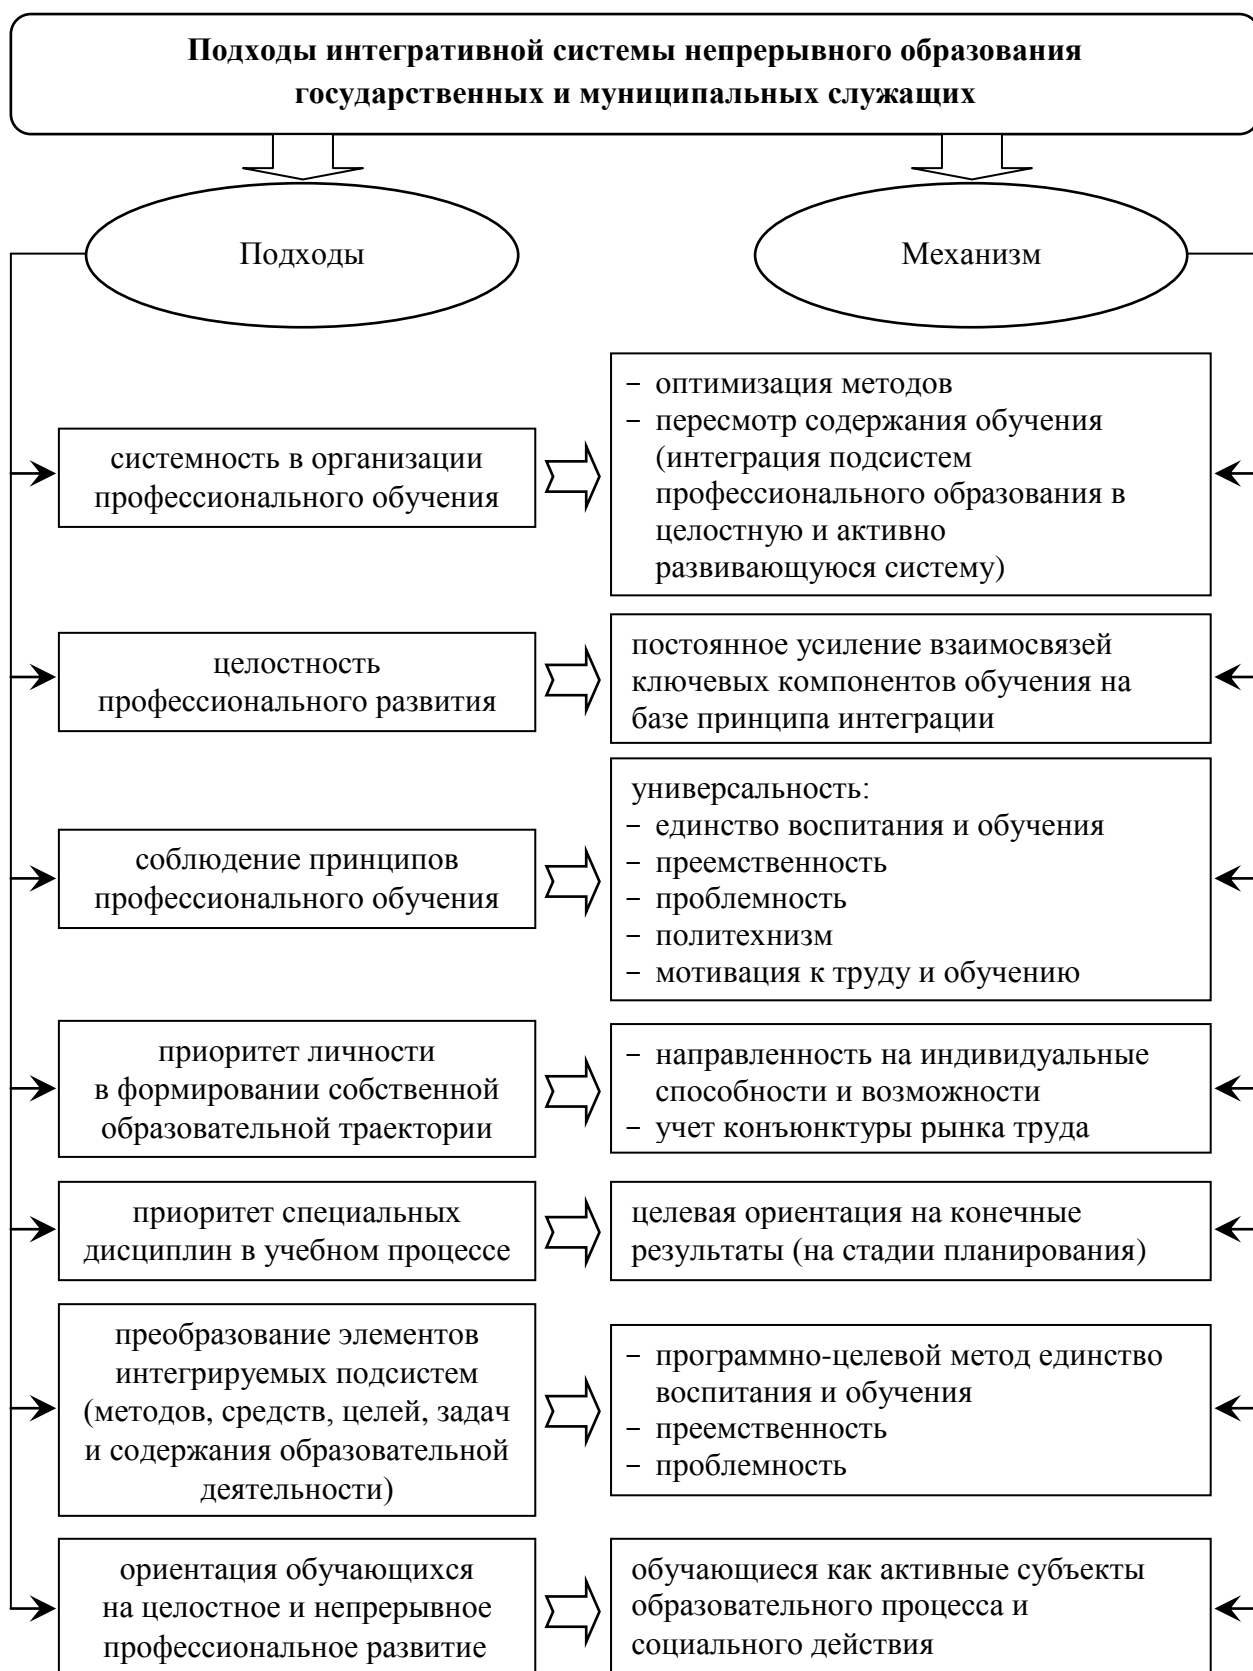 Подходы интегративной системы непрерывного образования
государственных и муниципальных служащих
Подходы
Механизм
системность в организации
профессионального обучения
− оптимизация методов
− пересмотр содержания обучения
(интеграция подсистем
профессионального образования в
целостную и активно
развивающуюся систему)
целостность
профессионального развития
постоянное усиление взаимосвязей
ключевых компонентов обучения на
базе принципа интеграции
соблюдение принципов
профессионального обучения
универсальность:
− единство воспитания и обучения
− преемственность
− проблемность
− политехнизм
− мотивация к труду и обучению
приоритет личности
в формировании собственной
образовательной траектории
− направленность на индивидуальные
способности и возможности
− учет конъюнктуры рынка труда
приоритет специальных
дисциплин в учебном процессе
целевая ориентация на конечные
результаты (на стадии планирования)
преобразование элементов
интегрируемых подсистем
(методов, средств, целей, задач
и содержания образовательной
деятельности)
− программно-целевой метод единство
воспитания и обучения
− преемственность
− проблемность
ориентация обучающихся
на целостное и непрерывное
профессиональное развитие
обучающиеся как активные субъекты
образовательного процесса и
социального действия